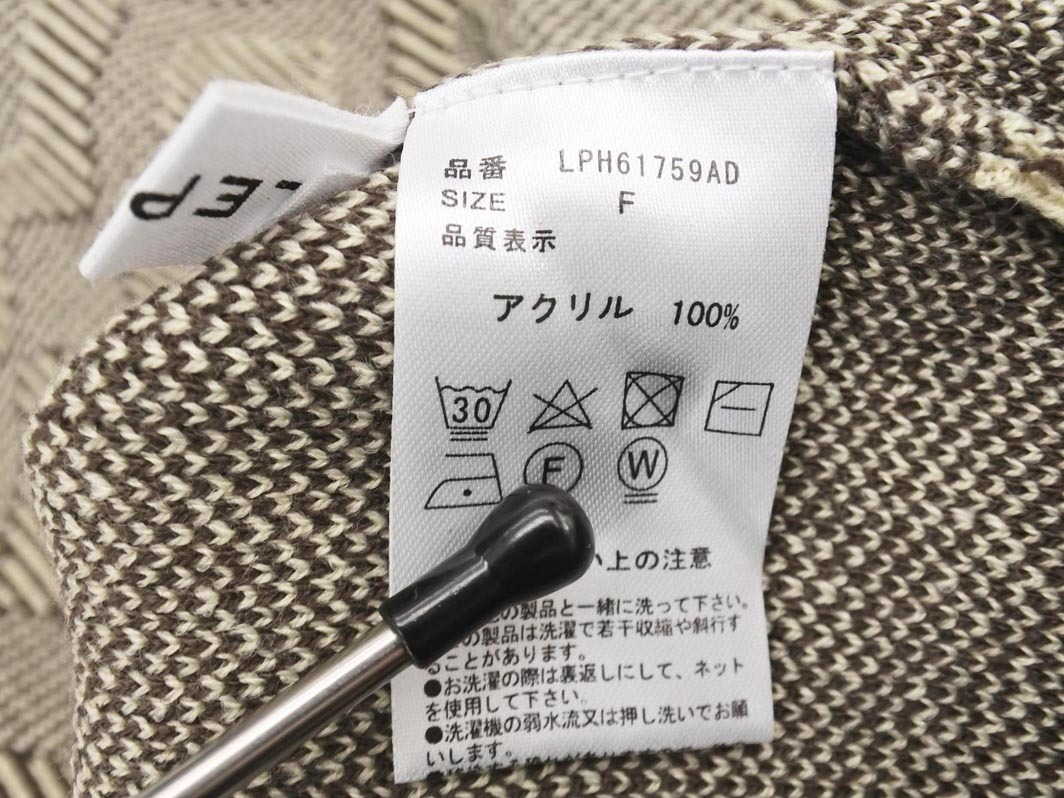 LEP
品番 LPH61759AD
SIZE F
品質表示
アクリル 100%
30
F W
い上の注意
の製品と一緒に洗って下さい。
の製品は洗濯で若干収縮や斜行す
ることがあります。
●お洗濯の際は裏返しにして、ネット
を使用して下さい。
●洗濯機の弱水流又は押し洗いでお願
いします。